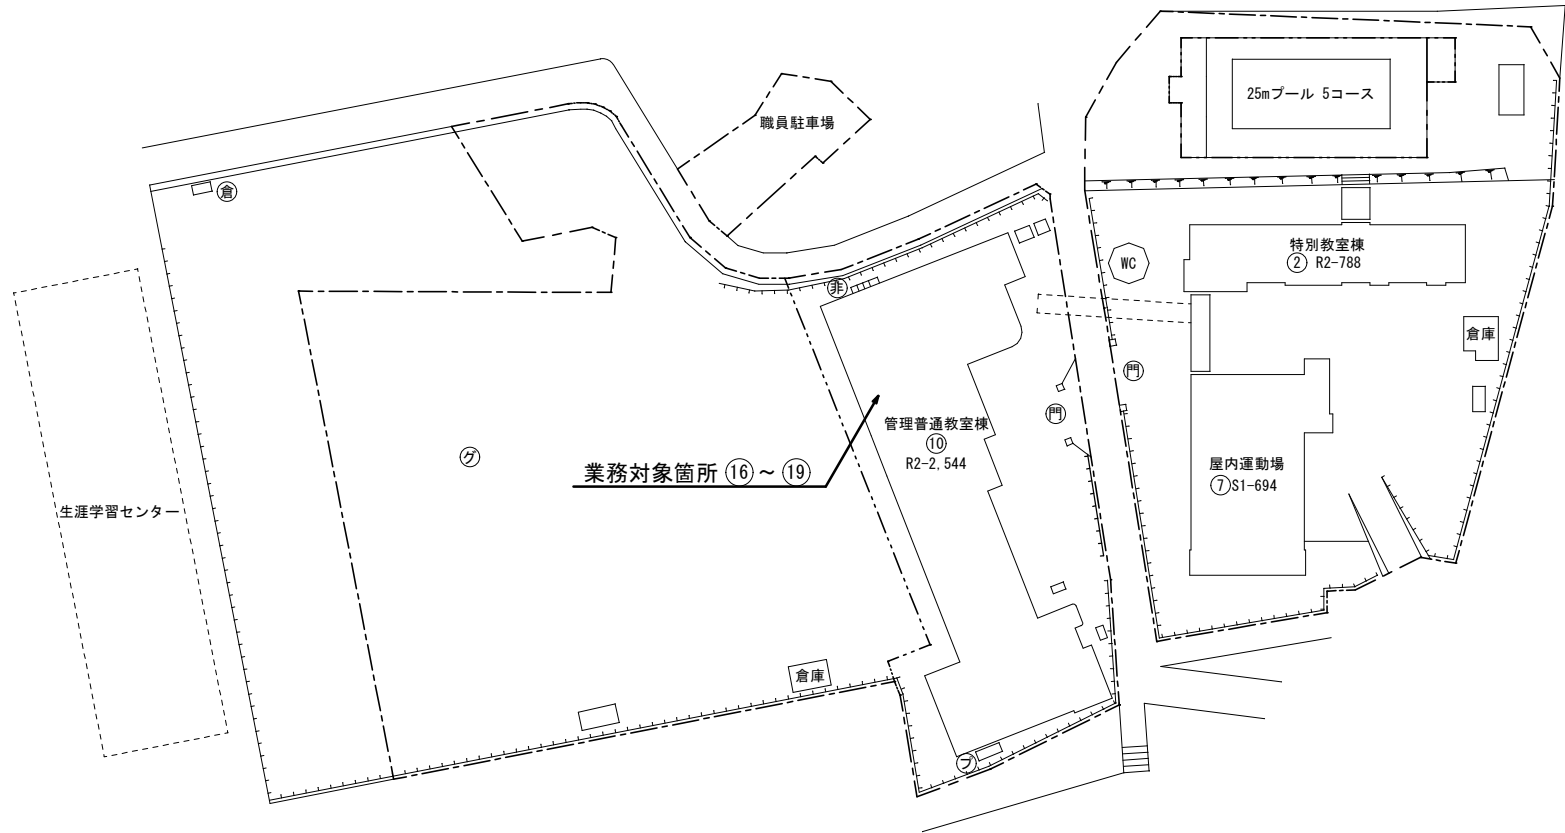 25mプール 5コース
職員駐車場
倉
特別教室棟
② R2-788
WC
非
倉庫
門
門
管理普通教室棟
⑩
R2-2,544
グ
業務対象箇所 ⑯ ～ ⑲
屋内運動場
⑦ S1-694
生涯学習センター
倉庫
プ